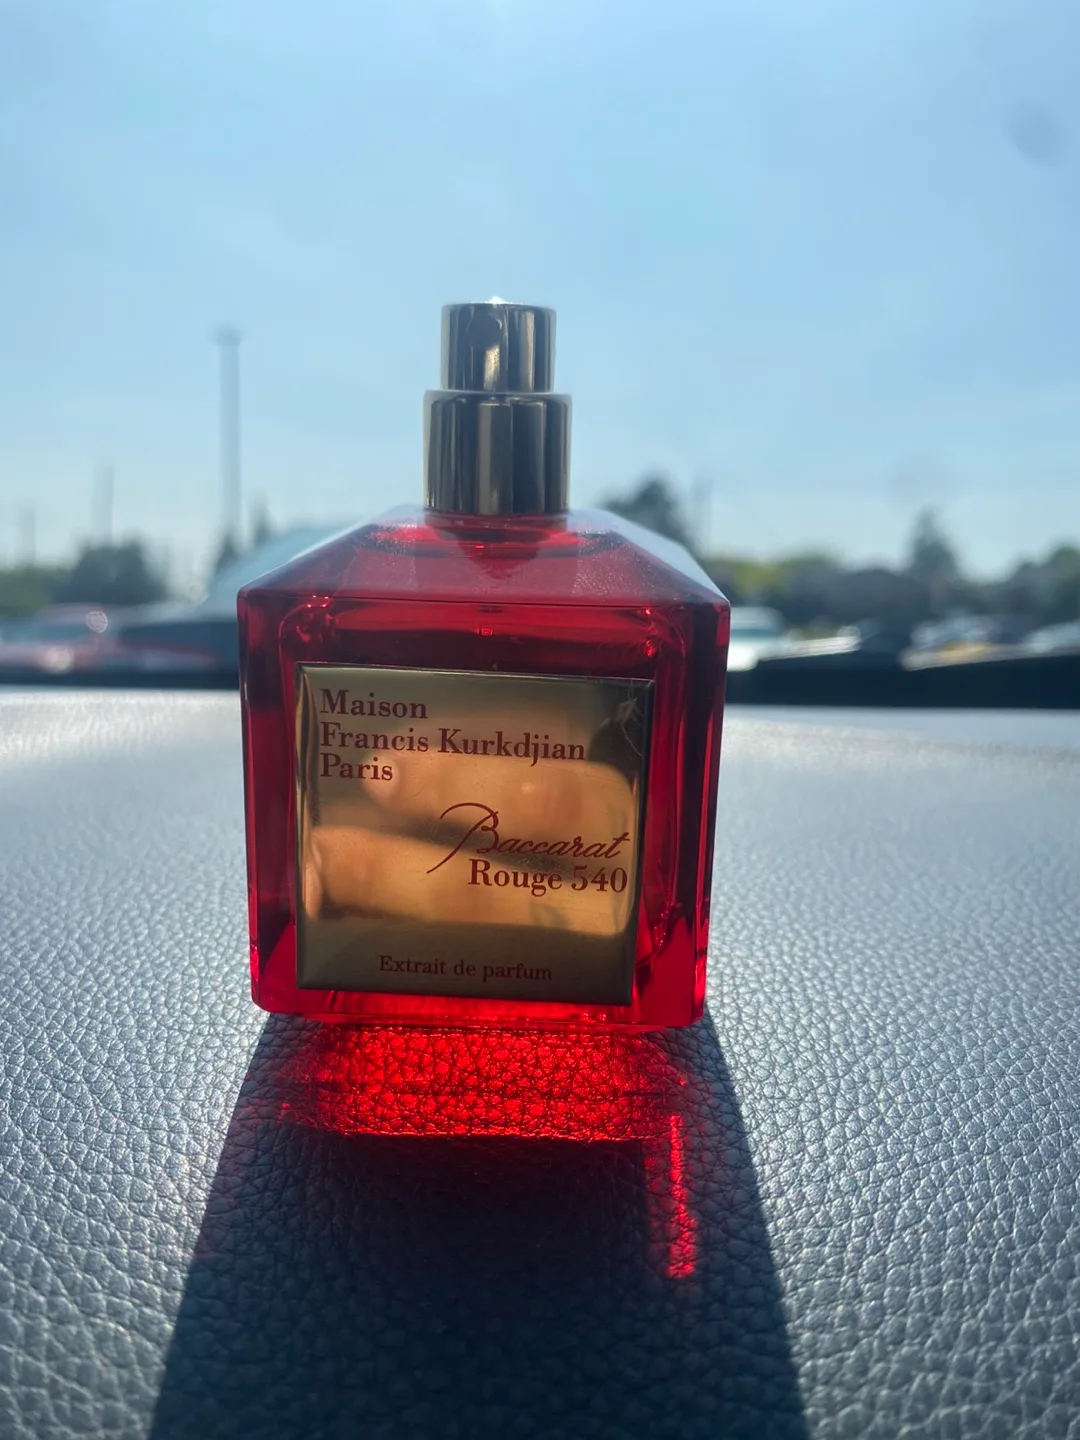 Maison
Francis Kurkdjian
Paris
Baccarat
Rouge 540
Extrait de parfum